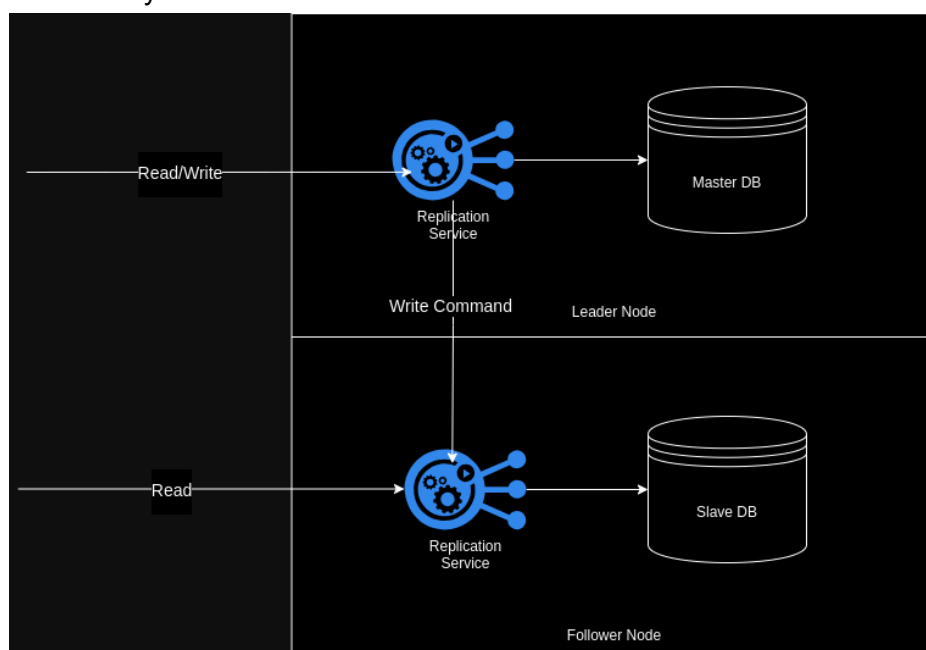 Read/Write
Replication
Service
Master DB
Write Command
Leader Node
Read
Replication
Service
Slave DB
Follower Node